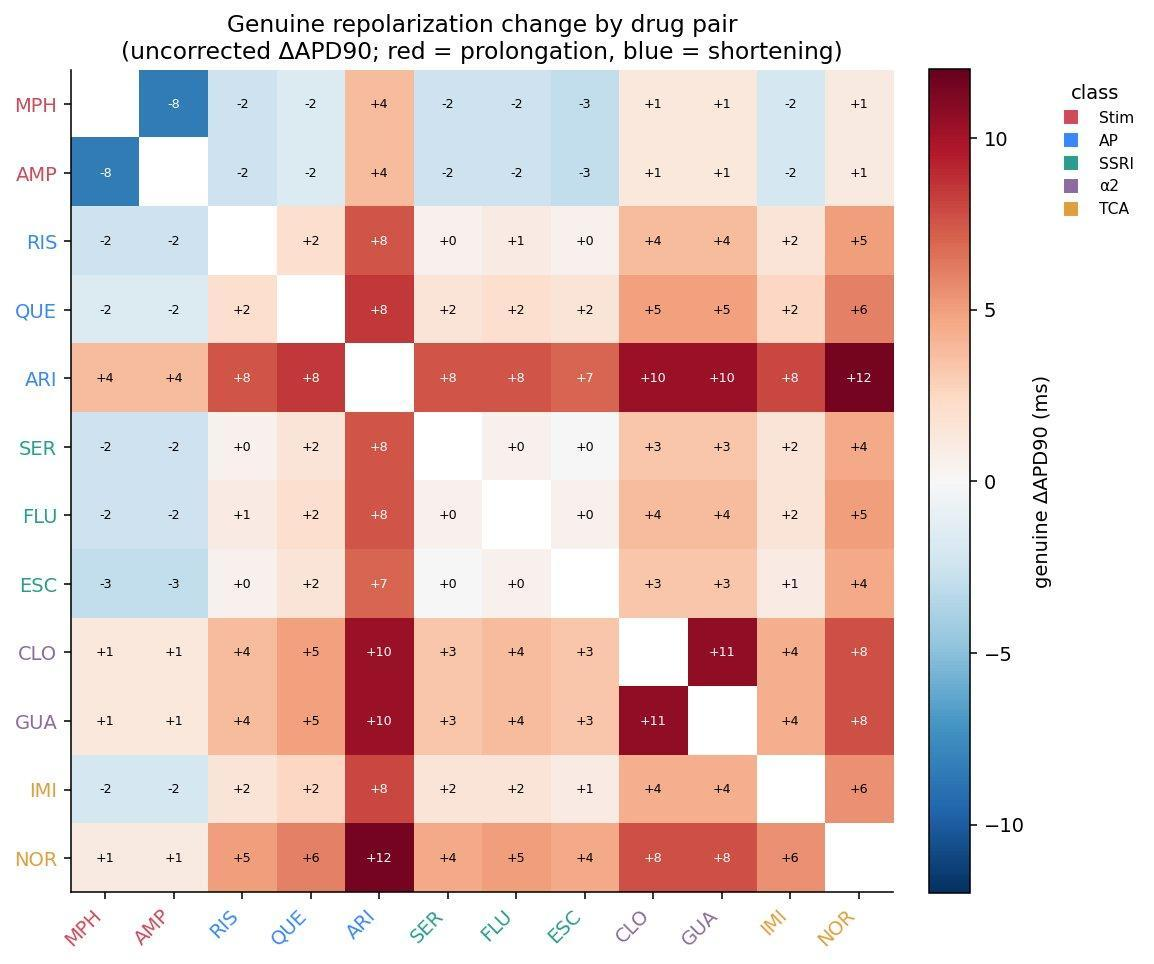 Genuine repolarization change by drug pair
(uncorrected ΔAPD90; red = prolongation, blue = shortening)
MPH -8 -2 -2 +4 -2 -2 -3 +1 +1 -2 +1
AMP -8 -2 -2 +4 -2 -2 -3 +1 +1 -2 +1
RIS -2 -2 +2 +8 +0 +1 +0 +4 +4 +2 +5
QUE -2 -2 +2 +8 +2 +2 +2 +5 +5 +2 +6
ARI +4 +4 +8 +8 +8 +8 +7 +10 +10 +8 +12
SER -2 -2 +0 +2 +8 +0 +0 +3 +3 +2 +4
FLU -2 -2 +1 +2 +8 +0 +0 +4 +4 +2 +5
ESC -3 -3 +0 +2 +7 +0 +0 +3 +3 +1 +4
CLO +1 +1 +4 +5 +10 +3 +4 +3 +11 +4 +8
GUA +1 +1 +4 +5 +10 +3 +4 +3 +11 +4 +8
IMI -2 -2 +2 +2 +8 +2 +2 +1 +4 +4 +6
NOR +1 +1 +5 +6 +12 +4 +5 +4 +8 +8 +6
MPH AMP RIS QUE ARI SER FLU ESC CLO GUA IMI NOR
10
5
0
−5
−10
genuine ΔAPD90 (ms)
class
Stim
AP
SSRI
α2
TCA